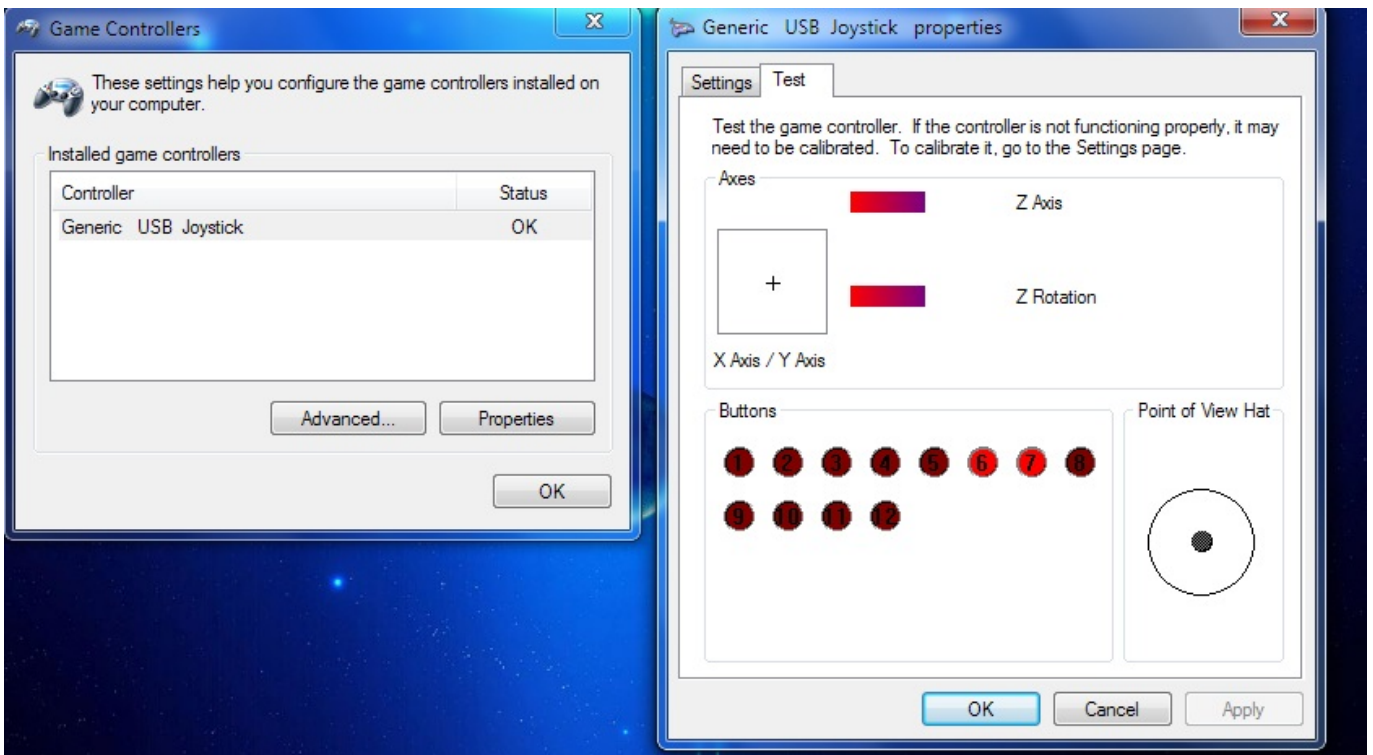 Game Controllers
These settings help you configure the game controllers installed on
your computer.
Installed game controllers
Controller Status
Generic USB Joystick OK
Advanced... Properties
OK
Generic USB Joystick properties
Settings Test
Test the game controller. If the controller is not functioning properly, it may
need to be calibrated. To calibrate it, go to the Settings page.
Axes
Z Axis
Z Rotation
X Axis / Y Axis
Buttons
1 2 3 4 5 6 7 8
9 10 11 12
Point of View Hat
OK Cancel Apply